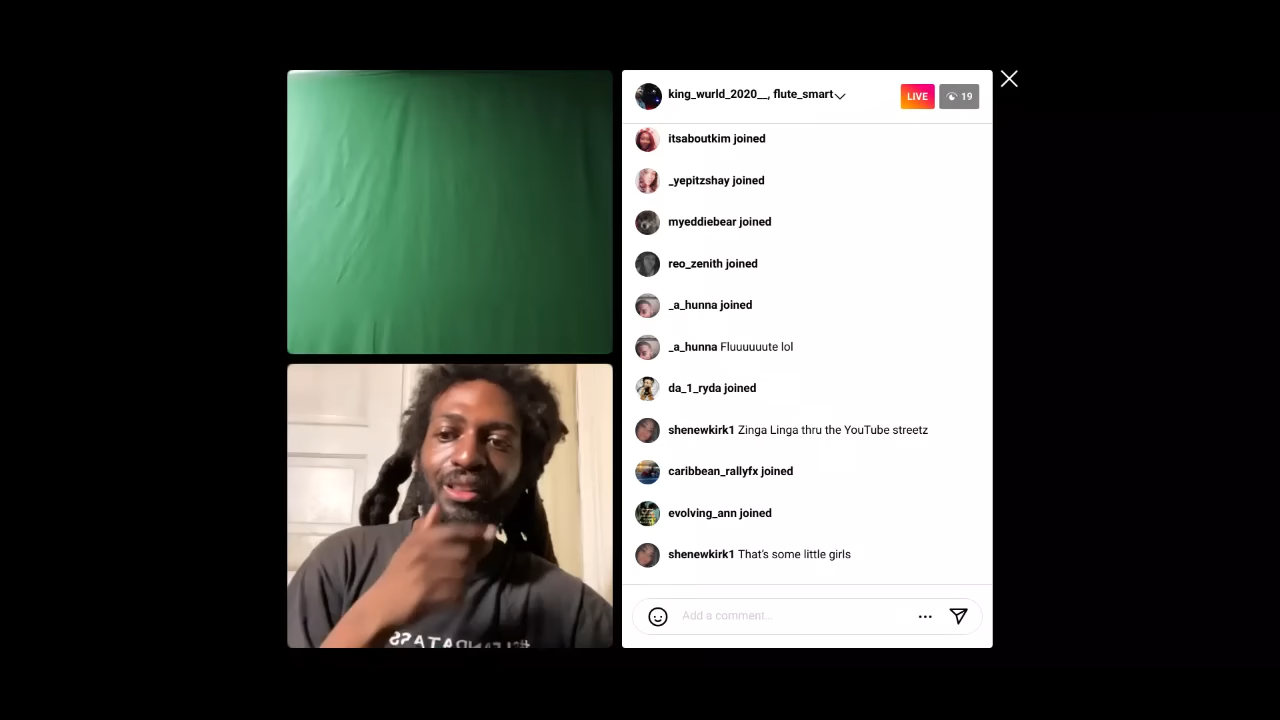 king_wurld_2020__, flute_smart
LIVE
19
itsaboutkim joined
_yepitzshay joined
myeddiebear joined
reo_zenith joined
_a_hunna joined
_a_hunna Fluuuuuute lol
da_1_ryda joined
shenewkirk1 Zinga Linga thru the YouTube streetz
caribbean_rallyfx joined
evolving_ann joined
shenewkirk1 That's some little girls
Add a comment...